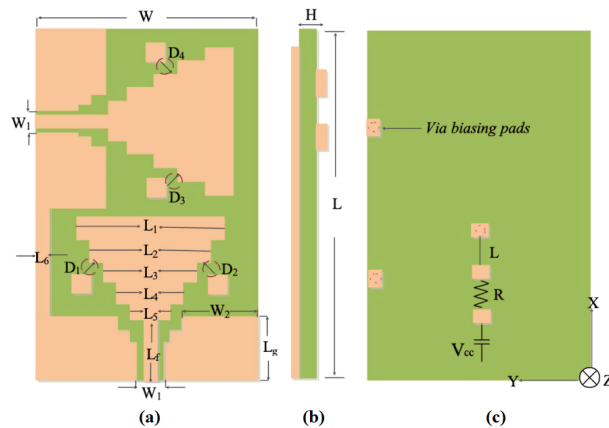 W
H
D4
W1
D3
L1
L6
L2
D1
L3
D2
L4
L5
W2
Lf
Lg
W1
L
Via biasing pads
L
R
Vcc
X
Y
Z
(a)
(b)
(c)